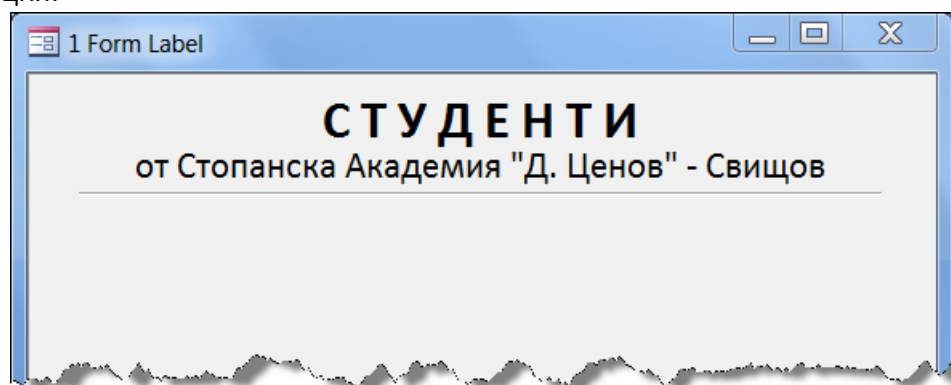 1 Form Label
С Т У Д Е Н Т И
от Стопанска Академия "Д. Ценов" - Свищов